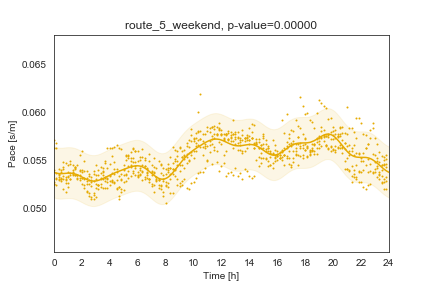 route_5_weekend, p-value=0.00000
0.065
0.060
0.055
0.050
Pace [s/m]
0 2 4 6 8 10 12 14 16 18 20 22 24
Time [h]